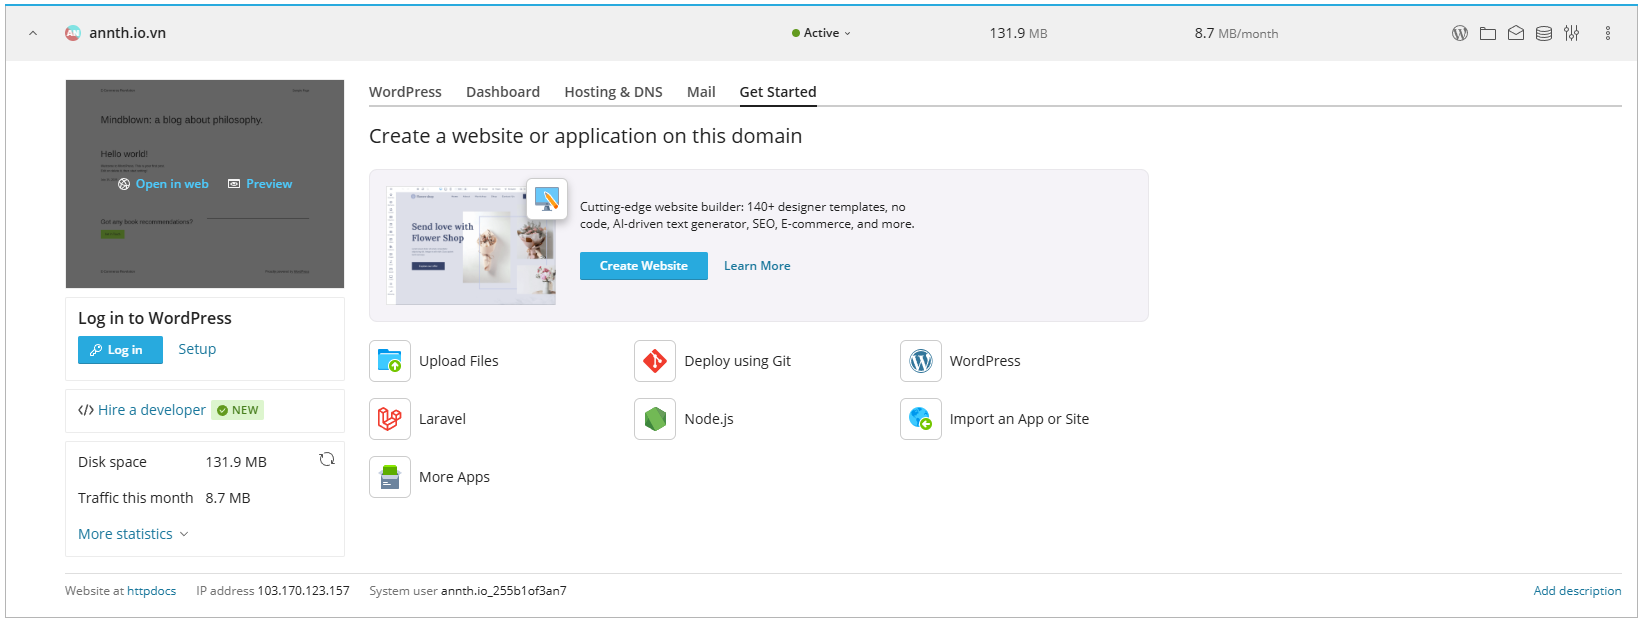 AN annth.io.vn Active 131.9 MB 8.7 MB/month
Mindblown: a blog about philosophy.
Hello world!
Open in web Preview
Got any book recommendations?
Log in to WordPress
Log in Setup
Hire a developer NEW
Disk space 131.9 MB
Traffic this month 8.7 MB
More statistics
WordPress Dashboard Hosting & DNS Mail Get Started
Create a website or application on this domain
Send love with
Flower Shop
Cutting-edge website builder: 140+ designer templates, no
code, AI-driven text generator, SEO, E-commerce, and more.
Create Website Learn More
Upload Files Deploy using Git WordPress
Laravel Node.js Import an App or Site
More Apps
Website at httpdocs IP address 103.170.123.157 System user annth.io_255b1of3an7 Add description